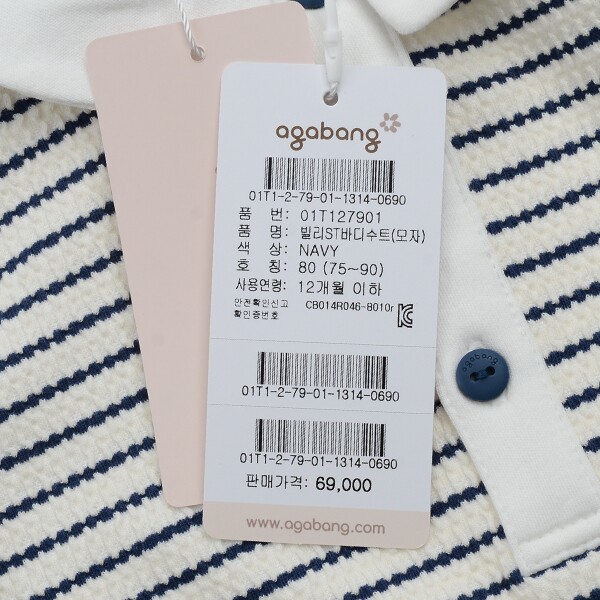 agabang
01T1-2-79-01-1314-0690
품 번: 01T127901
품 명: 빌리ST바디수트(모자)
색 상: NAVY
호 칭: 80 (75~90)
사용연령: 12개월 이하
안전확인신고 CB014R046-8010r
확인증번호
01T1-2-79-01-1314-0690
01T1-2-79-01-1314-0690
판매가격: 69,000
www.agabang.com
agabang